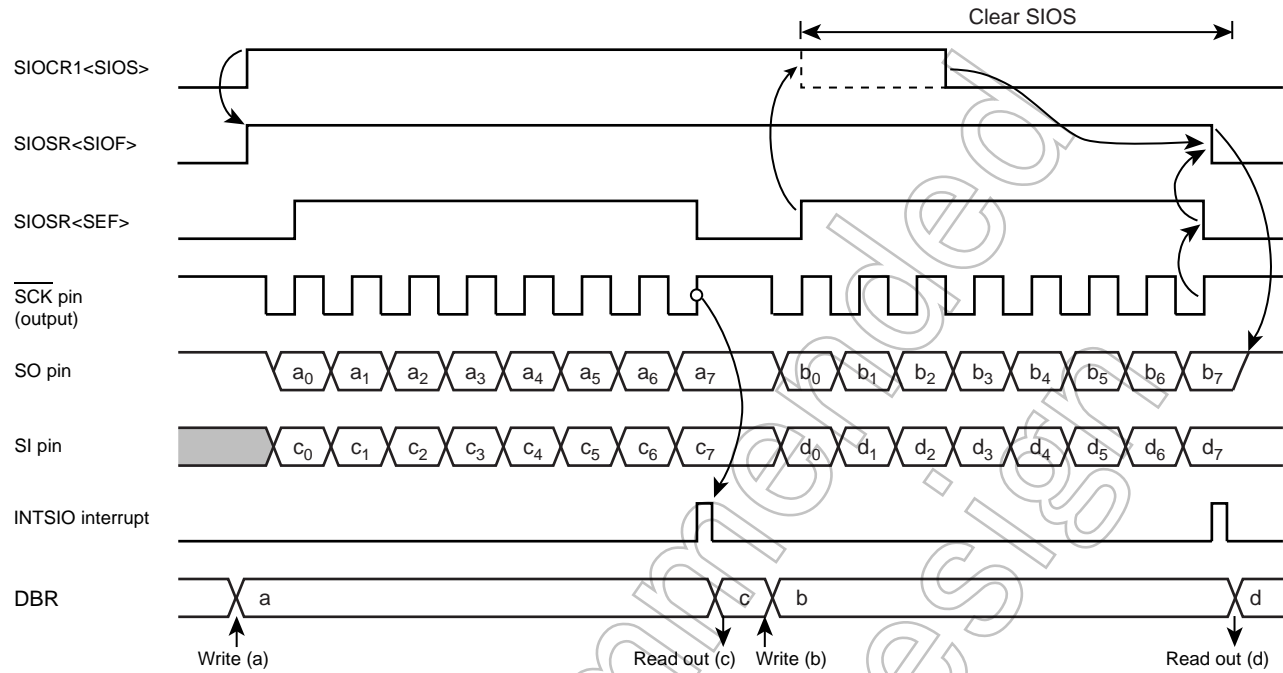 Clear SIOS
SIOCR1<SIOS>
SIOSR<SIOF>
SIOSR<SEF>
SCK pin
(output)
SO pin a0 a1 a2 a3 a4 a5 a6 a7 b0 b1 b2 b3 b4 b5 b6 b7
SI pin c0 c1 c2 c3 c4 c5 c6 c7 d0 d1 d2 d3 d4 d5 d6 d7
INTSIO interrupt
DBR a c b d
Write (a) Read out (c) Write (b) Read out (d)
mmended
esign